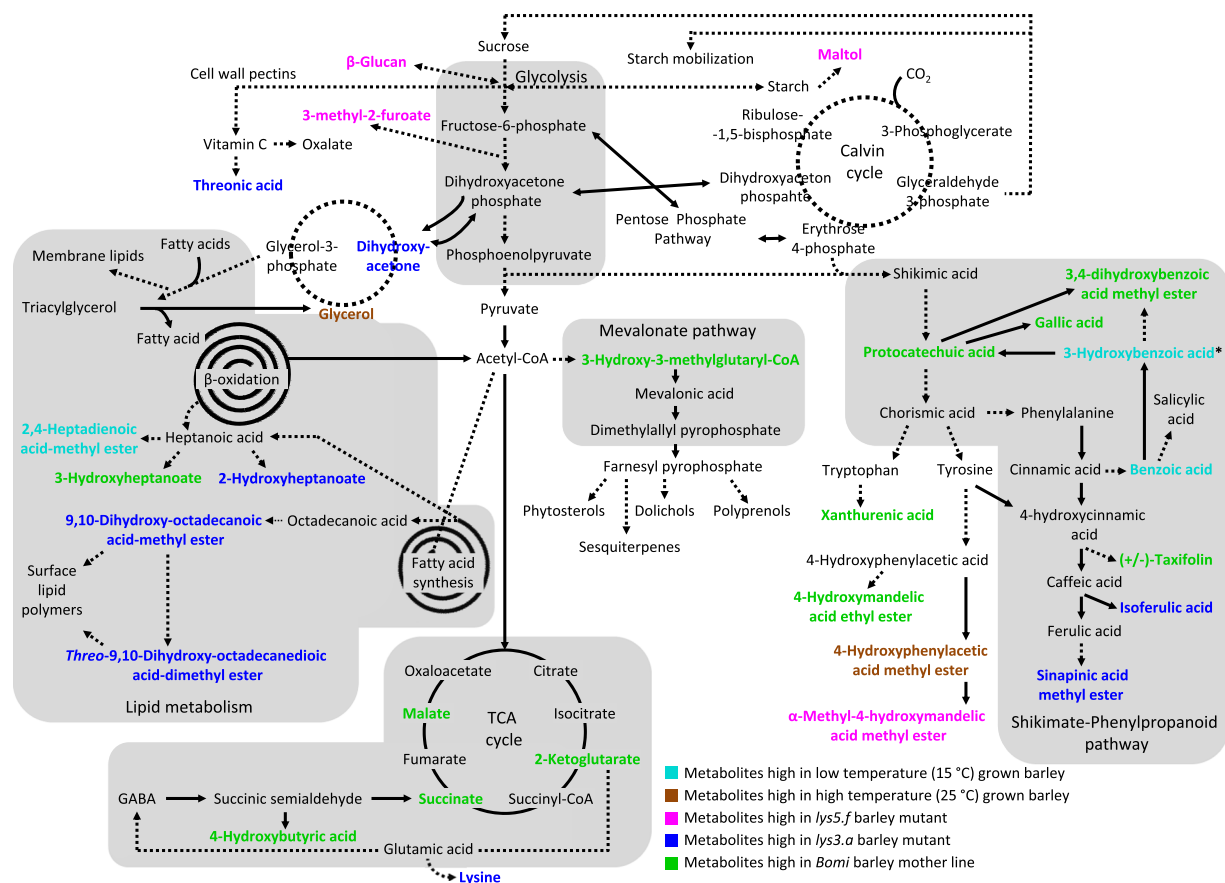 Sucrose
Starch mobilization
β-Glucan
Glycolysis
Maltol
Cell wall pectins
Starch
CO2
3-methyl-2-furoate
Fructose-6-phosphate
Ribulose-
-1,5-bisphosphate
3-Phosphoglycerate
Vitamin C
Oxalate
Calvin
cycle
Threonic acid
Dihydroxyacetone
phosphate
Dihydroxyaceton
phospahte
Glyceraldehyde
3-phosphate
Pentose Phosphate
Pathway
Erythrose
4-phosphate
Fatty acids
Membrane lipids
Glycerol-3-
phosphate
Dihydroxy-
acetone
Phosphoenolpyruvate
Shikimic acid
3,4-dihydroxybenzoic
acid methyl ester
Triacylglycerol
Glycerol
Pyruvate
Gallic acid
Fatty acid
Mevalonate pathway
Acetyl-CoA
3-Hydroxy-3-methylglutaryl-CoA
Protocatechuic acid
3-Hydroxybenzoic acid*
β-oxidation
Mevalonic acid
Salicylic
acid
Chorismic acid
Phenylalanine
2,4-Heptadienoic
acid-methyl ester
Heptanoic acid
Dimethylallyl pyrophosphate
3-Hydroxyheptanoate
2-Hydroxyheptanoate
Farnesyl pyrophosphate
Tryptophan
Tyrosine
Cinnamic acid
Benzoic acid
Phytosterols
Dolichols
Polyprenols
Xanthurenic acid
9,10-Dihydroxy-octadecanoic
acid-methyl ester
Octadecanoic acid
4-hydroxycinnamic
acid
Sesquiterpenes
Fatty acid
synthesis
4-Hydroxyphenylacetic acid
(+/-)-Taxifolin
Surface
lipid
polymers
Caffeic acid
4-Hydroxymandelic
acid ethyl ester
Isoferulic acid
Ferulic acid
Threo-9,10-Dihydroxy-octadecanedioic
acid-dimethyl ester
4-Hydroxyphenylacetic
acid methyl ester
Sinapinic acid
methyl ester
Lipid metabolism
Oxaloacetate
Citrate
Malate
TCA
cycle
Isocitrate
α-Methyl-4-hydroxymandelic
acid methyl ester
Shikimate-Phenylpropanoid
pathway
Fumarate
2-Ketoglutarate
GABA
Succinic semialdehyde
Succinate
Succinyl-CoA
4-Hydroxybutyric acid
Glutamic acid
Lysine
Metabolites high in low temperature (15 °C) grown barley
Metabolites high in high temperature (25 °C) grown barley
Metabolites high in lys5.f barley mutant
Metabolites high in lys3.a barley mutant
Metabolites high in Bomi barley mother line